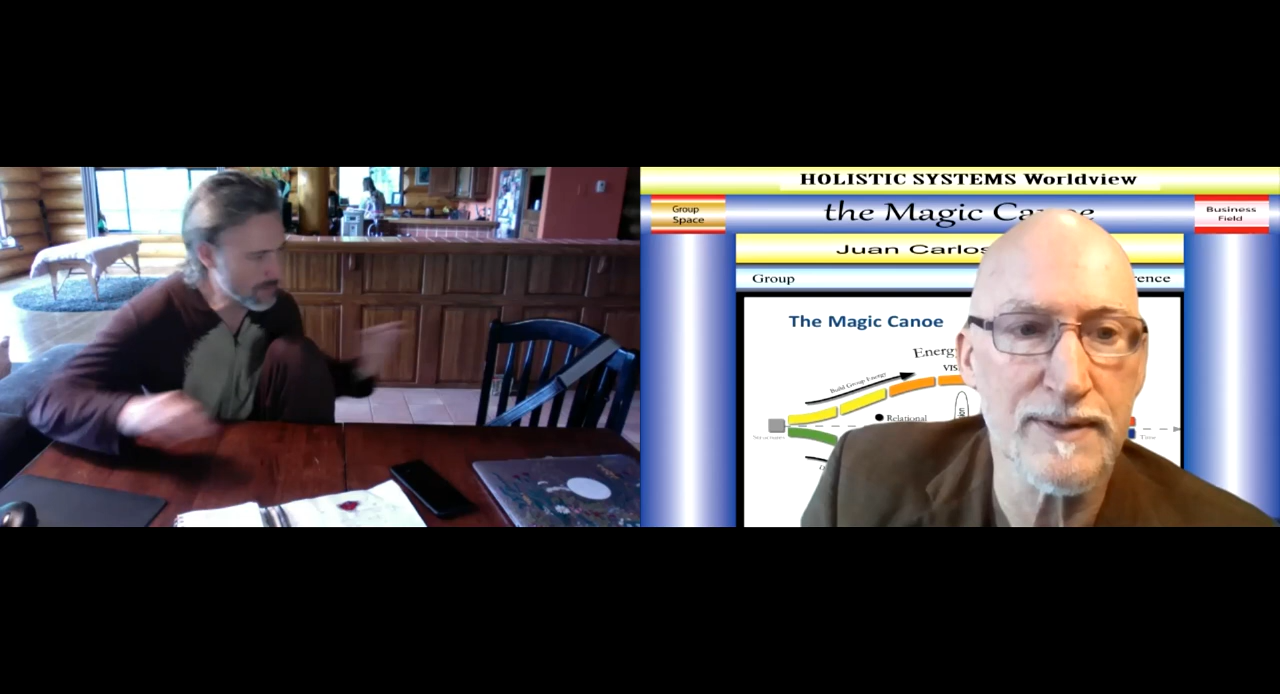 HOLISTIC SYSTEMS Worldview
Group
Space
the Magic Canoe
Business
Field
Juan Carlos
Group
The Magic Canoe
Build Group Energy
Relational
Time